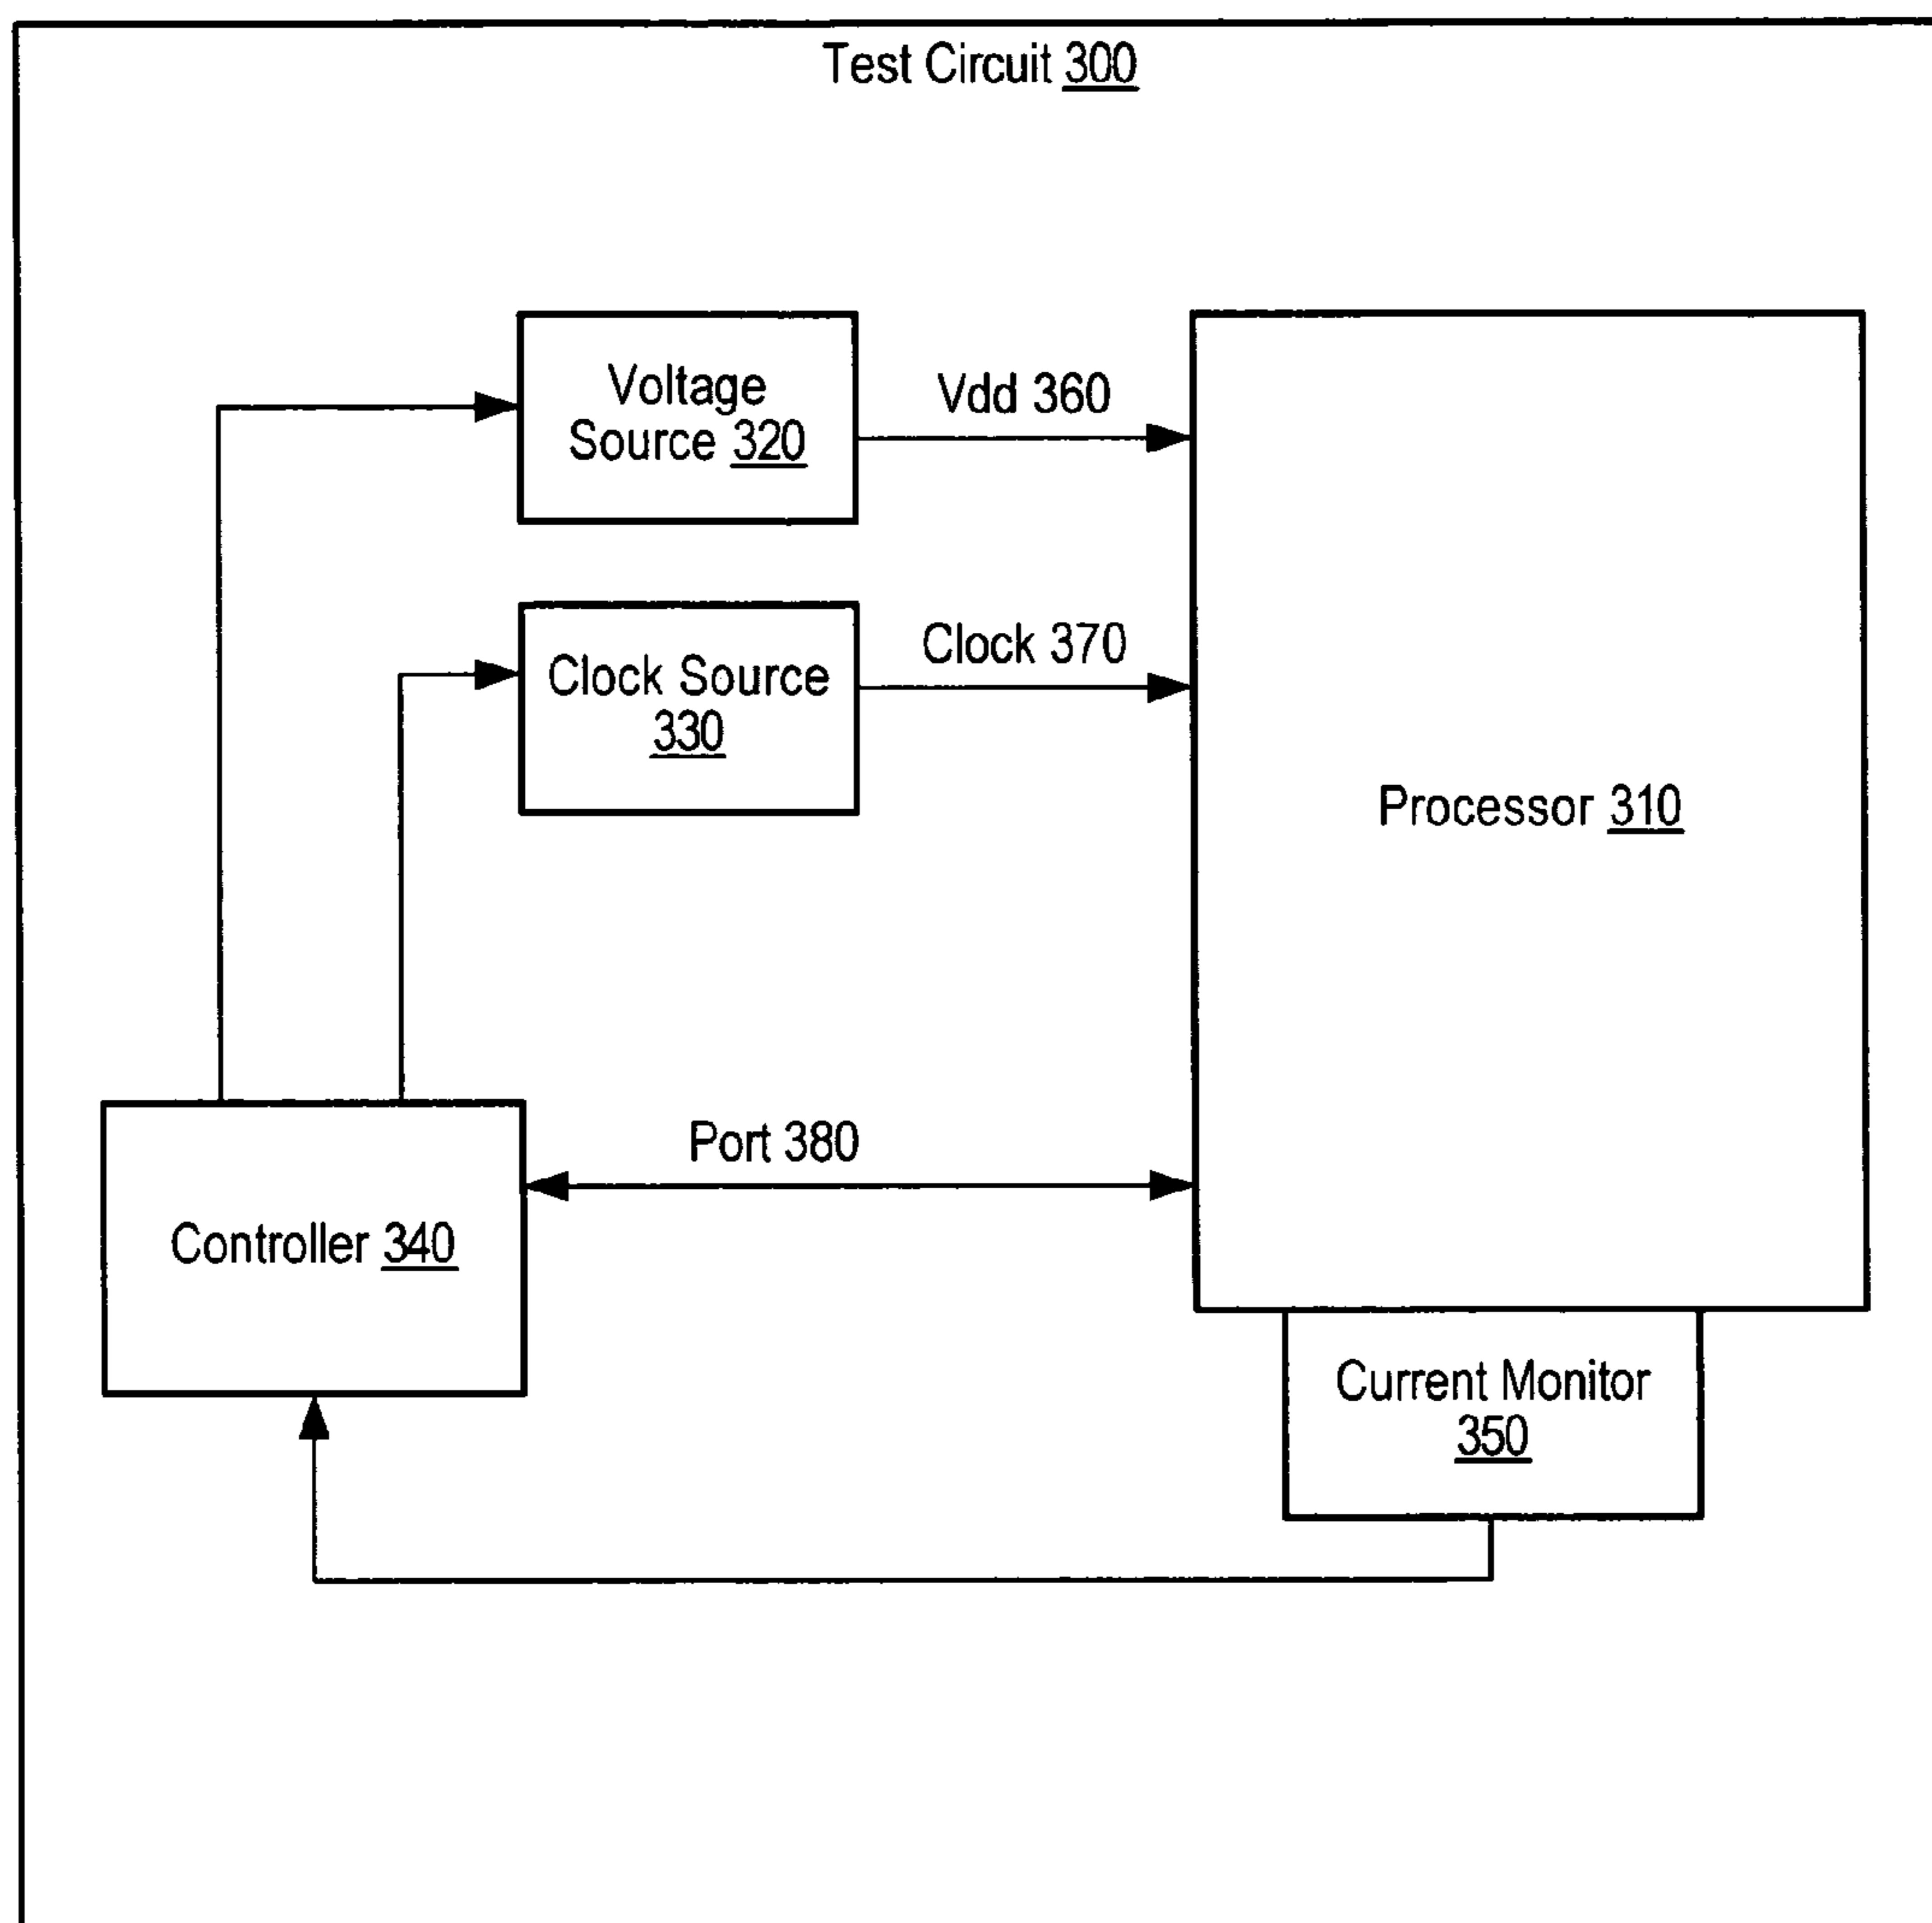 Test Circuit 300
Voltage
Source 320
Vdd 360
Clock Source
330
Clock 370
Processor 310
Port 380
Controller 340
Current Monitor
350